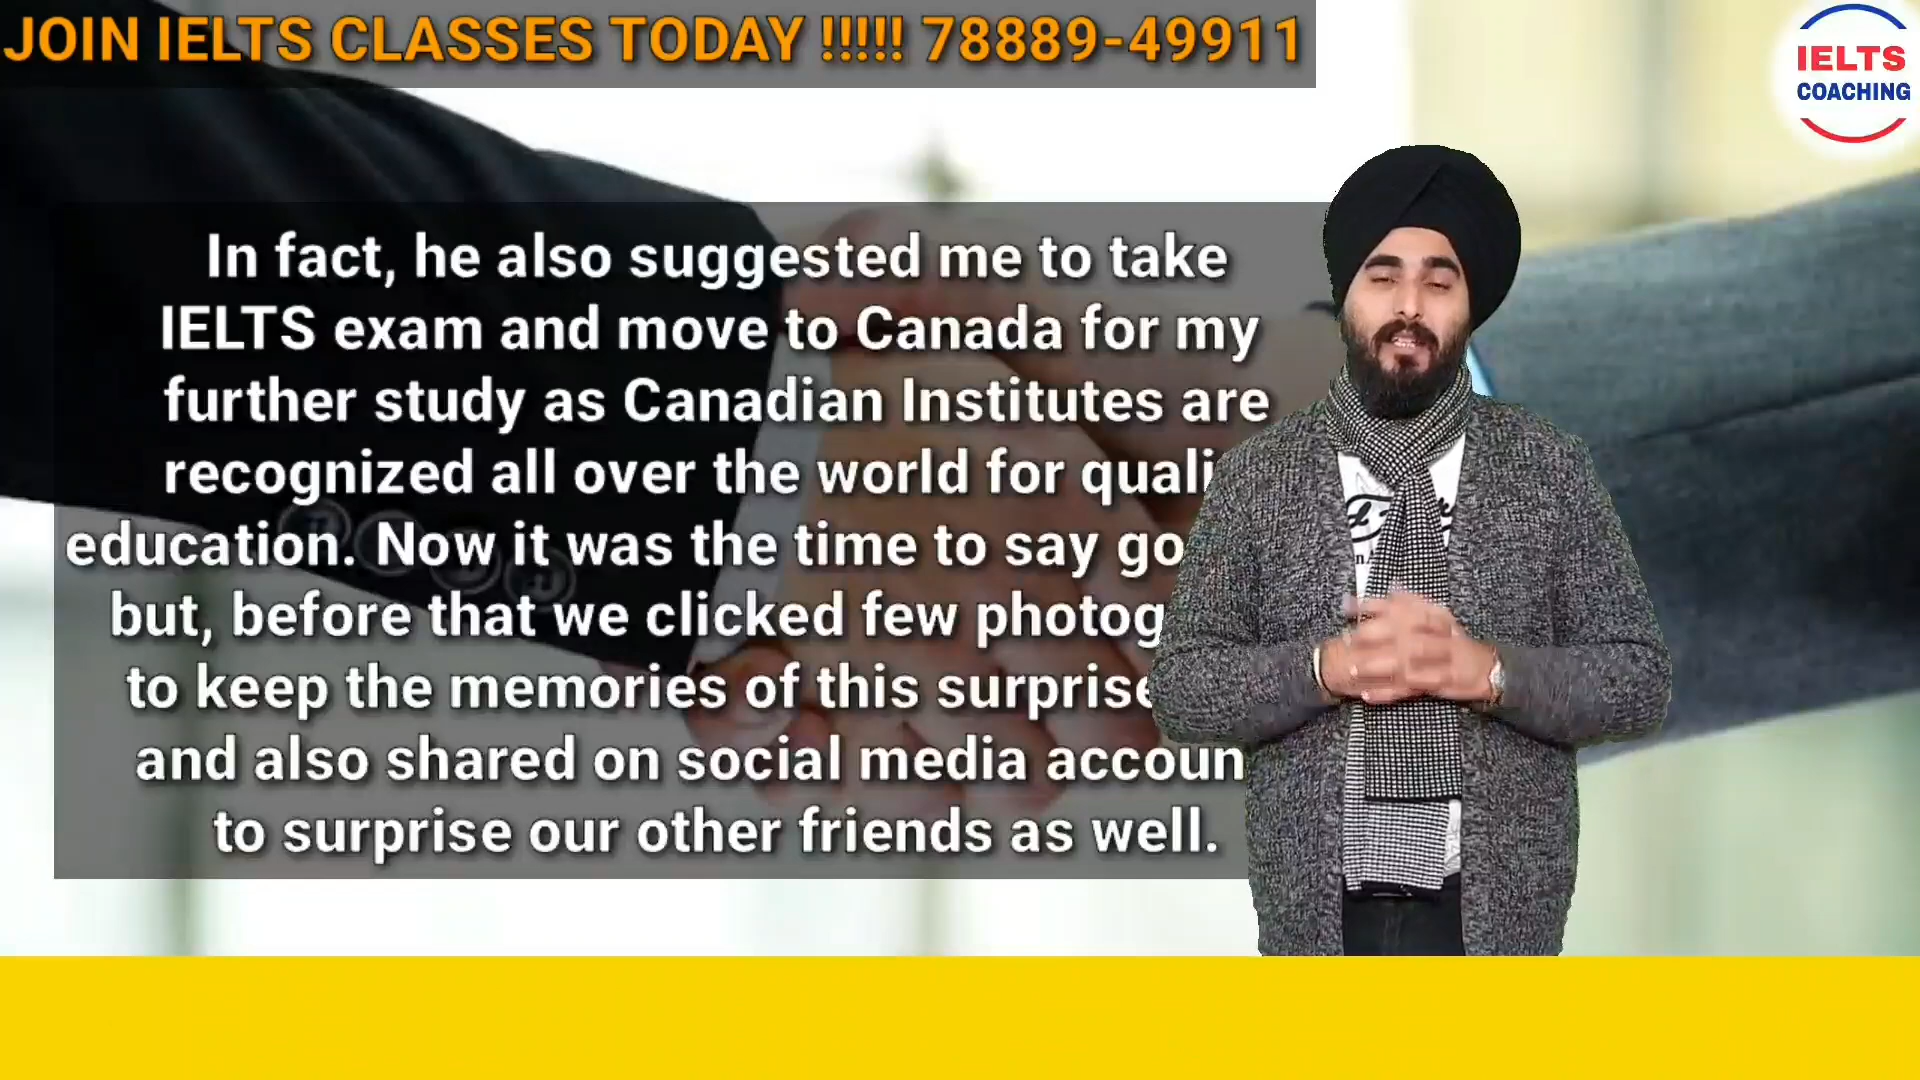 JOIN IELTS CLASSES TODAY !!!!! 78889-49911
IELTS
COACHING
In fact, he also suggested me to take
IELTS exam and move to Canada for my
further study as Canadian Institutes are
recognized all over the world for quali
education. Now it was the time to say go
but, before that we clicked few photog
to keep the memories of this surprise
and also shared on social media accoun
to surprise our other friends as well.